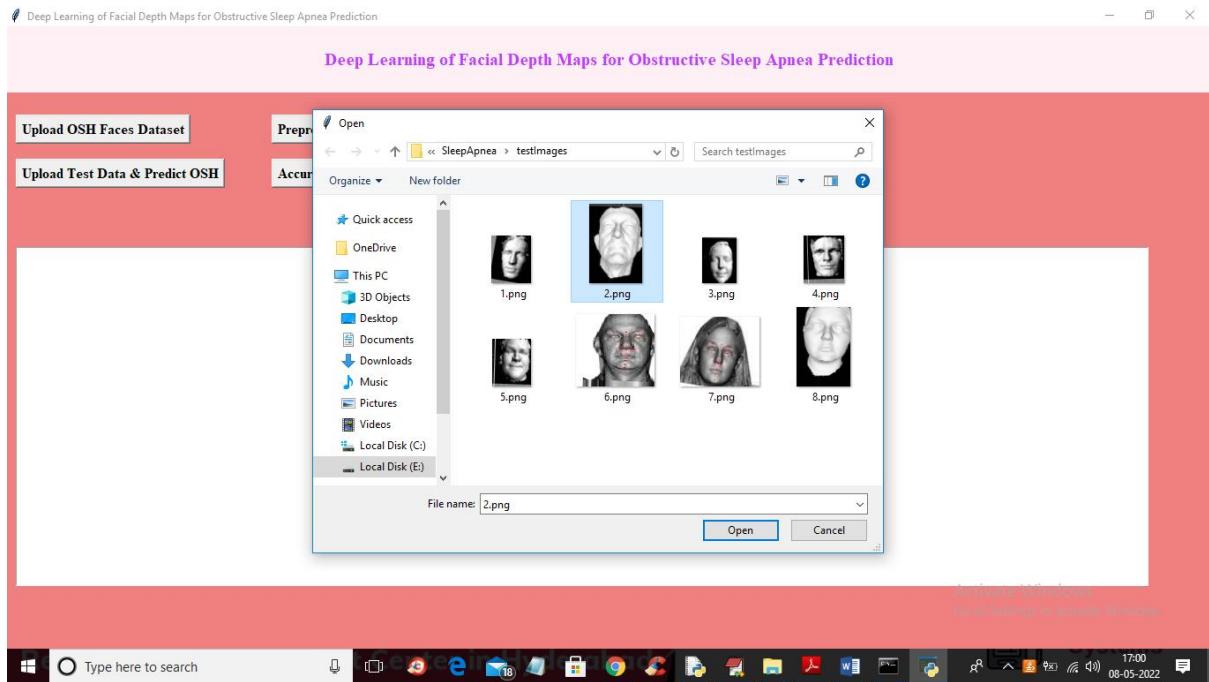 Deep Learning of Facial Depth Maps for Obstructive Sleep Apnea Prediction
Deep Learning of Facial Depth Maps for Obstructive Sleep Apnea Prediction
Upload OSH Faces Dataset
Prepr
Upload Test Data & Predict OSH
Accur
Open
« SleepApnea › testImages
Search testImages
Organize
New folder
Quick access
OneDrive
This PC
3D Objects
Desktop
Documents
Downloads
Music
Pictures
Videos
Local Disk (C:)
Local Disk (E:)
1.png
2.png
3.png
4.png
5.png
6.png
7.png
8.png
File name: 2.png
Open
Cancel
Activate Windows
Type here to search
18
17:00
08-05-2022